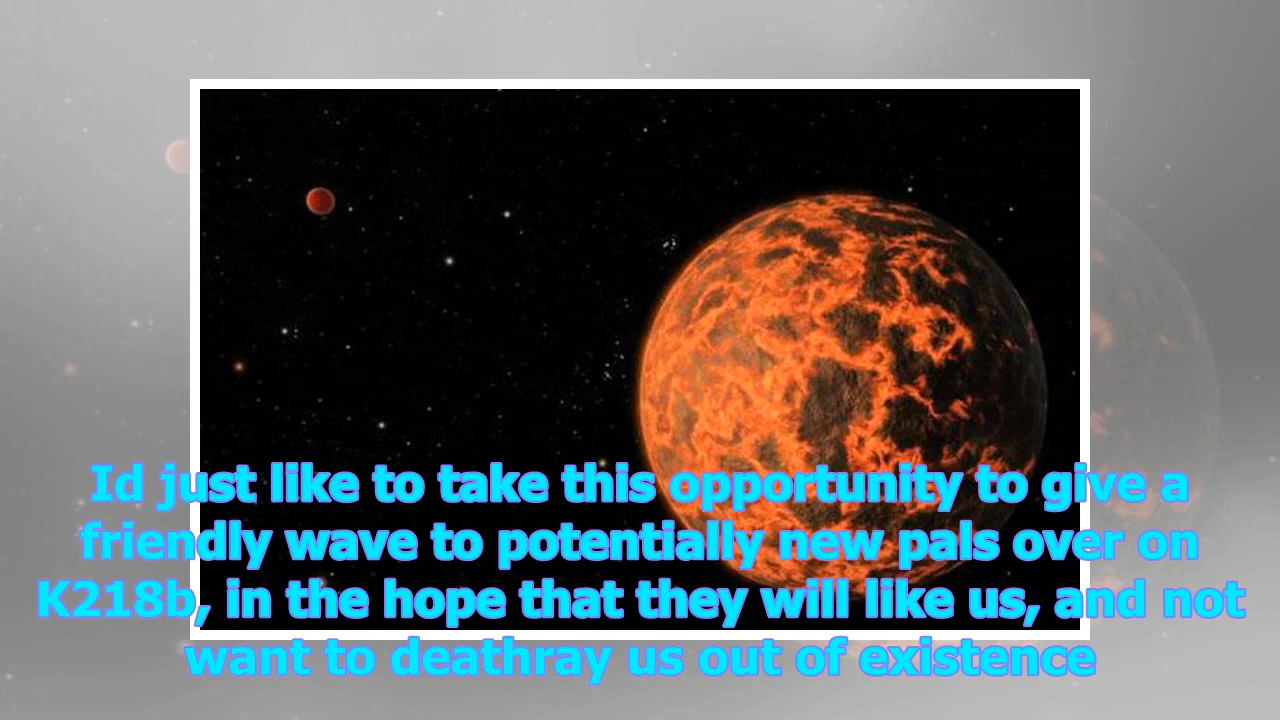 Id just like to take this opportunity to give a
friendly wave to potentially new pals over on
K218b, in the hope that they will like us, and not
want to deathray us out of existence